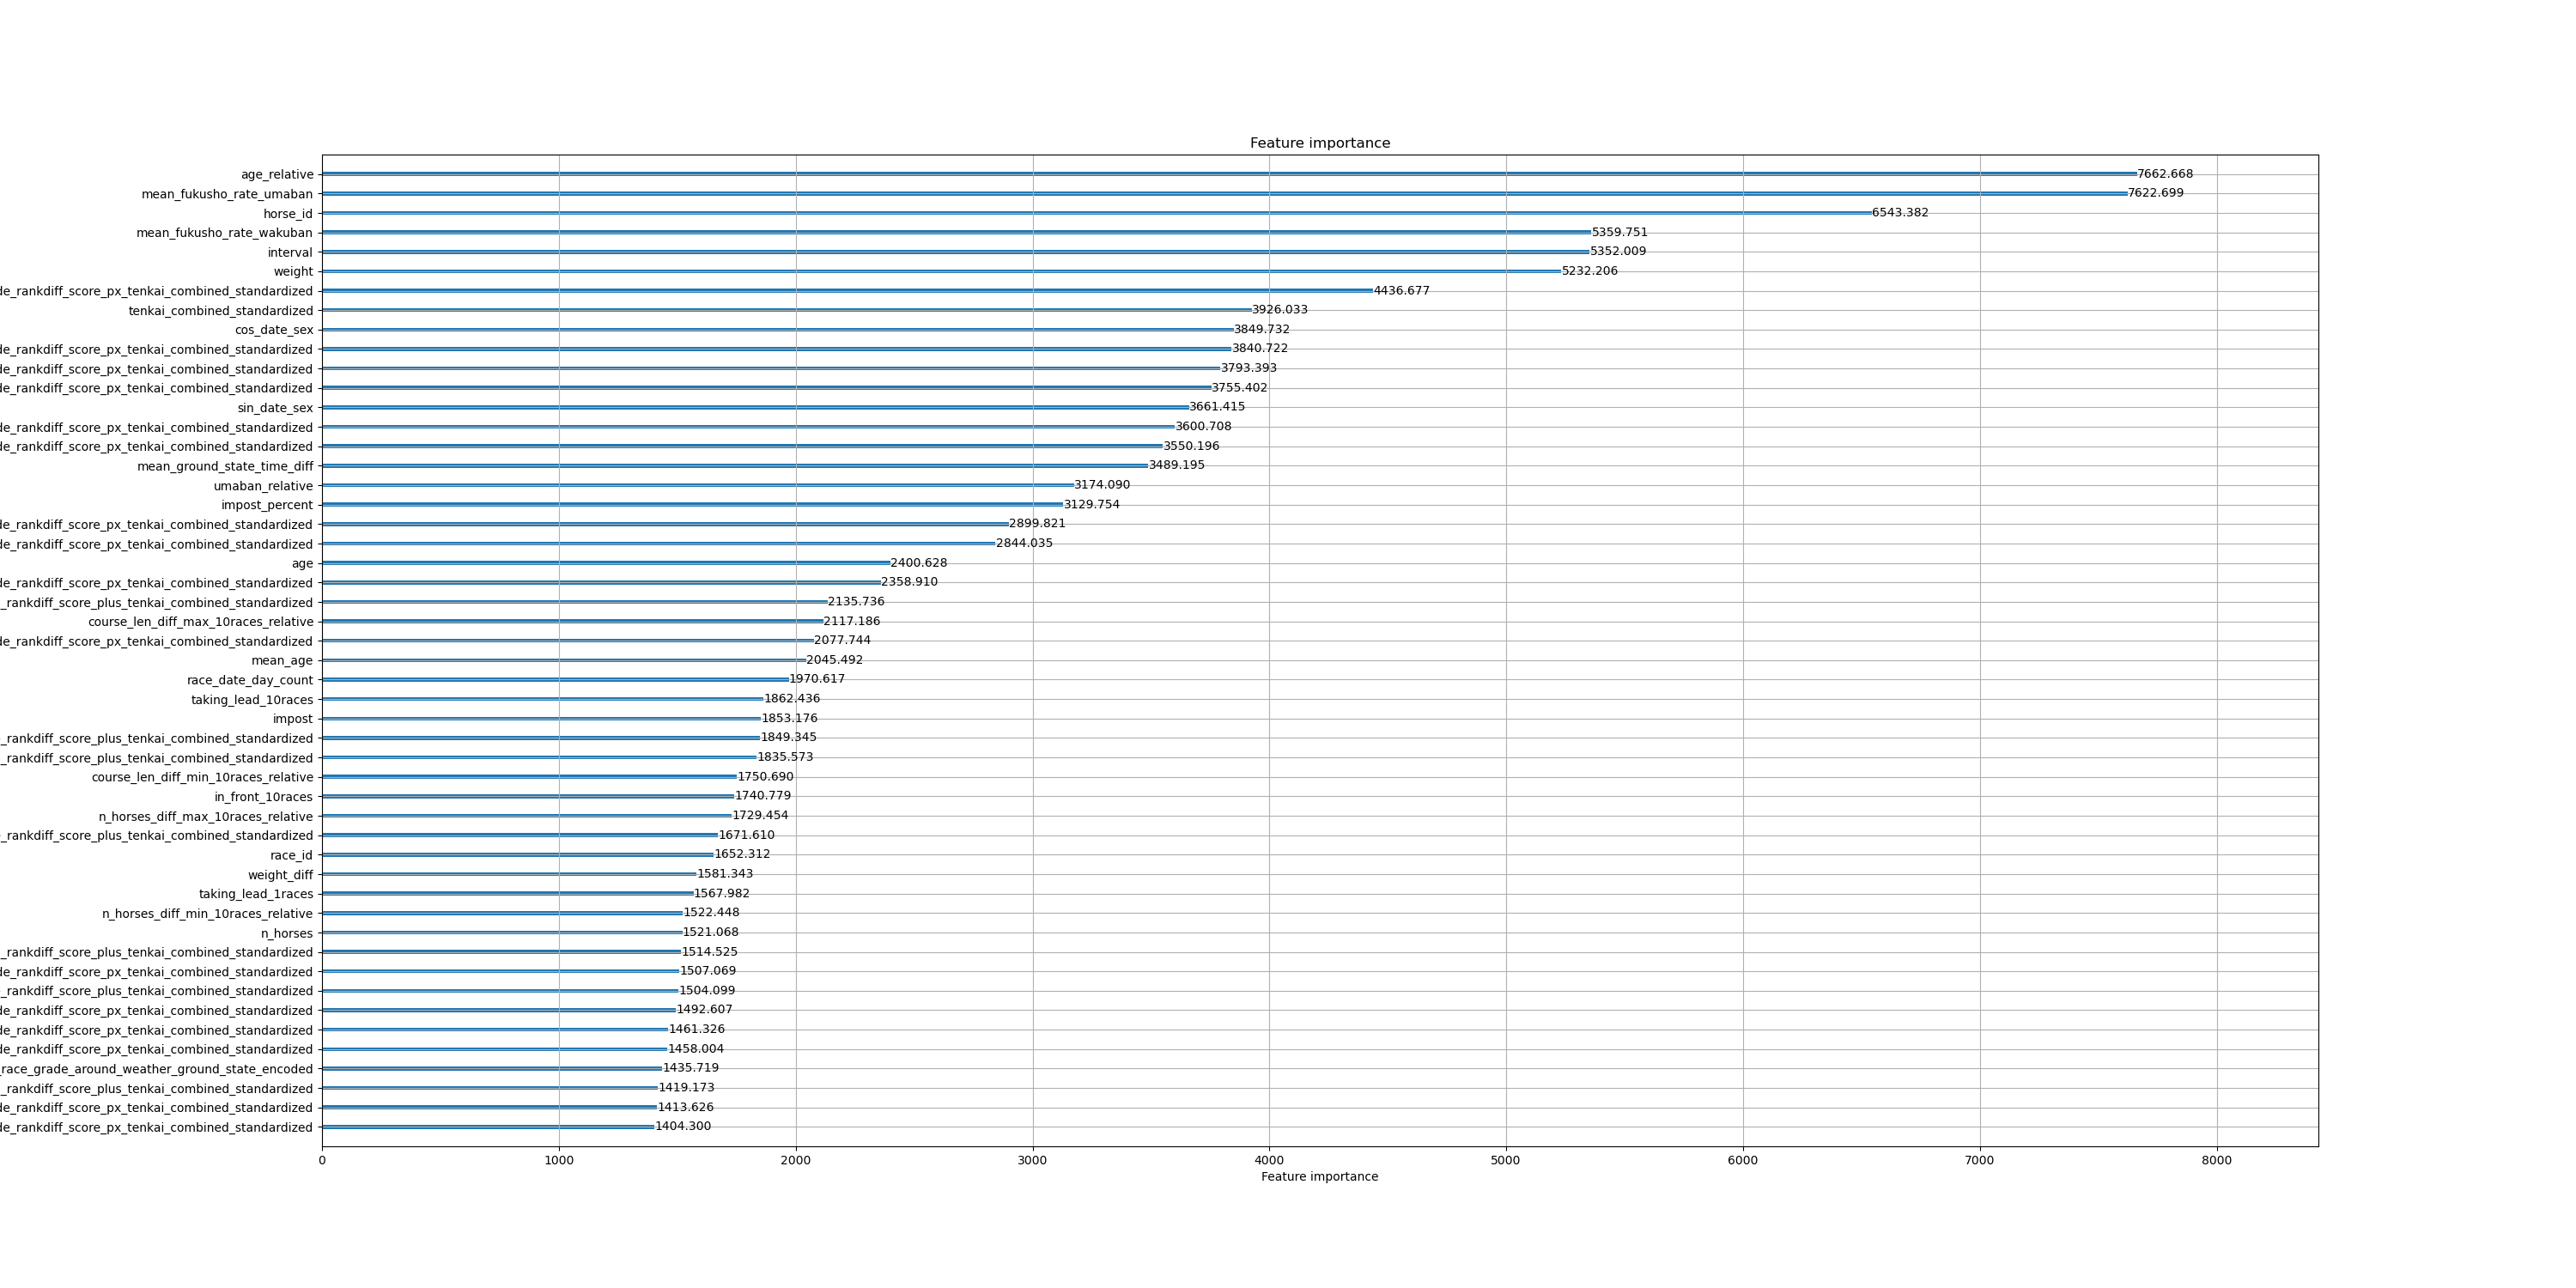 Feature importance
age_relative 7662.668
mean_fukusho_rate_umaban 7622.699
horse_id 6543.382
mean_fukusho_rate_wakuban 5359.751
interval 5352.009
weight 5232.206
de_rankdiff_score_px_tenkai_combined_standardized 4436.677
tenkai_combined_standardized 3926.033
cos_date_sex 3849.732
de_rankdiff_score_px_tenkai_combined_standardized 3840.722
de_rankdiff_score_px_tenkai_combined_standardized 3793.393
de_rankdiff_score_px_tenkai_combined_standardized 3755.402
sin_date_sex 3661.415
de_rankdiff_score_px_tenkai_combined_standardized 3600.708
de_rankdiff_score_px_tenkai_combined_standardized 3550.196
mean_ground_state_time_diff 3489.195
umaban_relative 3174.090
impost_percent 3129.754
de_rankdiff_score_px_tenkai_combined_standardized 2899.821
de_rankdiff_score_px_tenkai_combined_standardized 2844.035
age 2400.628
de_rankdiff_score_px_tenkai_combined_standardized 2358.910
_rankdiff_score_plus_tenkai_combined_standardized 2135.736
course_len_diff_max_10races_relative 2117.186
de_rankdiff_score_px_tenkai_combined_standardized 2077.744
mean_age 2045.492
race_date_day_count 1970.617
taking_lead_10races 1862.436
impost 1853.176
_rankdiff_score_plus_tenkai_combined_standardized 1849.345
_rankdiff_score_plus_tenkai_combined_standardized 1835.573
course_len_diff_min_10races_relative 1750.690
in_front_10races 1740.779
n_horses_diff_max_10races_relative 1729.454
_rankdiff_score_plus_tenkai_combined_standardized 1671.610
race_id 1652.312
weight_diff 1581.343
taking_lead_1races 1567.982
n_horses_diff_min_10races_relative 1522.448
n_horses 1521.068
_rankdiff_score_plus_tenkai_combined_standardized 1514.525
de_rankdiff_score_px_tenkai_combined_standardized 1507.069
_rankdiff_score_plus_tenkai_combined_standardized 1504.099
de_rankdiff_score_px_tenkai_combined_standardized 1492.607
de_rankdiff_score_px_tenkai_combined_standardized 1461.326
de_rankdiff_score_px_tenkai_combined_standardized 1458.004
_race_grade_around_weather_ground_state_encoded 1435.719
_rankdiff_score_plus_tenkai_combined_standardized 1419.173
de_rankdiff_score_px_tenkai_combined_standardized 1413.626
de_rankdiff_score_px_tenkai_combined_standardized 1404.300
0 1000 2000 3000 4000 5000 6000 7000 8000
Feature importance